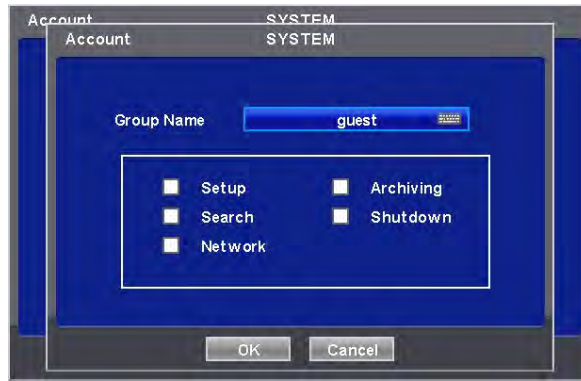 Account SYSTEM
Account SYSTEM
Group Name guest
Setup Archiving
Search Shutdown
Network
OK Cancel